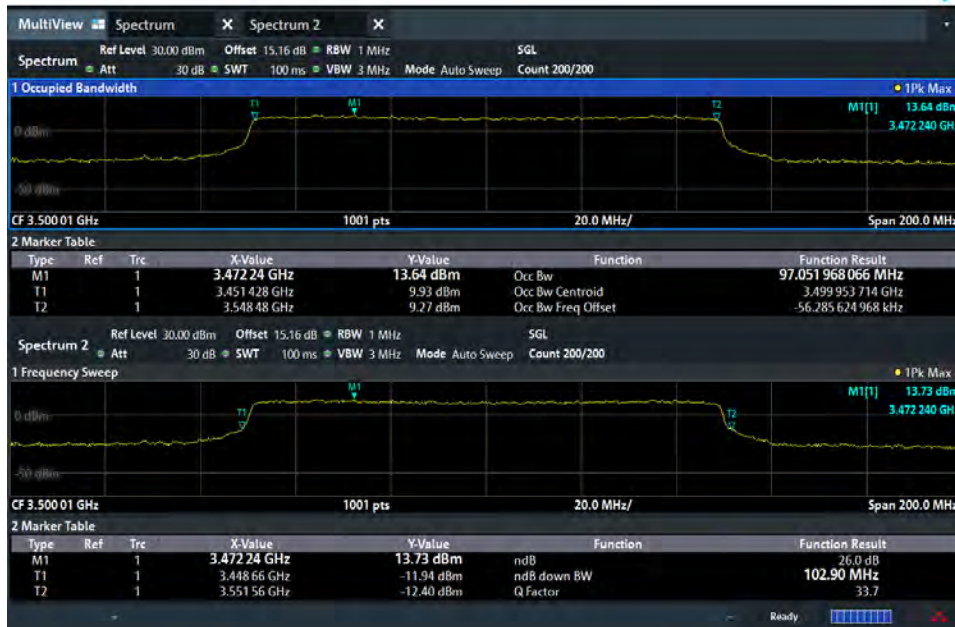 MultiView Spectrum X Spectrum 2 X
Spectrum Ref Level 30.00 dBm Offset 15.16 dB RBW 1 MHz SGL
Att 30 dB SWT 100 ms VBW 3 MHz Mode Auto Sweep Count 200/200
1 Occupied Bandwidth 1Pk Max
T1 M1 T2 M1[1] 13.64 dBm
0 dBm 3.472 240 GH
-50 dBm
CF 3.500 01 GHz 1001 pts 20.0 MHz/ Span 200.0 MHz
2 Marker Table
Type Ref Trc X-Value Y-Value Function Function Result
M1 1 3.472 24 GHz 13.64 dBm Occ Bw 97.051 968 066 MHz
T1 1 3.451 428 GHz 9.93 dBm Occ Bw Centroid 3.499 953 714 GHz
T2 1 3.548 48 GHz 9.27 dBm Occ Bw Freq Offset -56.285 624 968 kHz
Spectrum 2 Ref Level 30.00 dBm Offset 15.16 dB RBW 1 MHz SGL
Att 30 dB SWT 100 ms VBW 3 MHz Mode Auto Sweep Count 200/200
1 Frequency Sweep 1Pk Max
M1 M1[1] 13.73 dBm
0 dBm T1 T2 3.472 240 GH
-50 dBm
CF 3.500 01 GHz 1001 pts 20.0 MHz/ Span 200.0 MHz
2 Marker Table
Type Ref Trc X-Value Y-Value Function Function Result
M1 1 3.472 24 GHz 13.73 dBm ndB 26.0 dB
T1 1 3.448 66 GHz -11.94 dBm ndB down BW 102.90 MHz
T2 1 3.551 56 GHz -12.40 dBm Q Factor 33.7
Ready